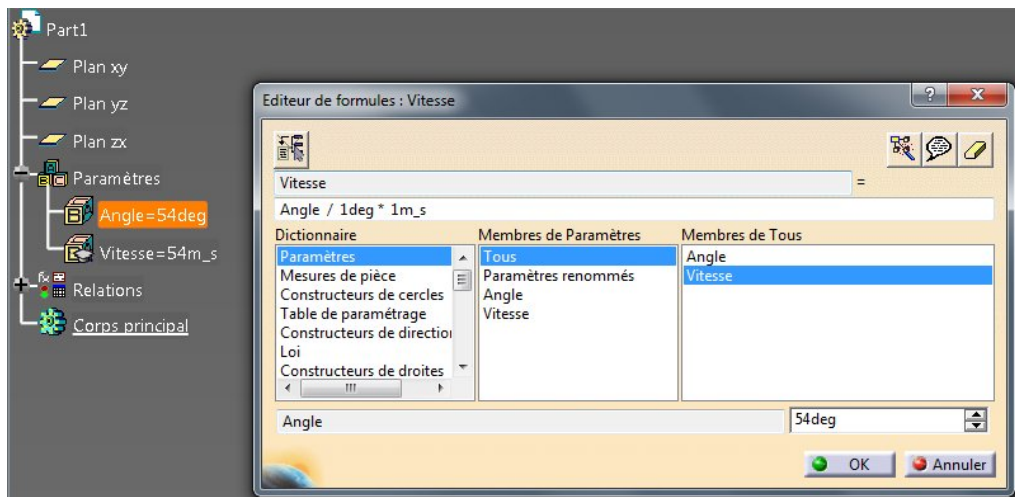 Part1
Plan xy
Plan yz
Plan zx
Paramètres
Angle=54deg
Vitesse=54m_s
Relations
Corps principal
Editeur de formules : Vitesse
Vitesse =
Angle / 1deg * 1m_s
Dictionnaire Membres de Paramètres Membres de Tous
Paramètres Tous Angle
Mesures de pièce Paramètres renommés Vitesse
Constructeurs de cercles Angle
Table de paramétrage Vitesse
Constructeurs de direction
Loi
Constructeurs de droites
Angle 54deg
OK Annuler